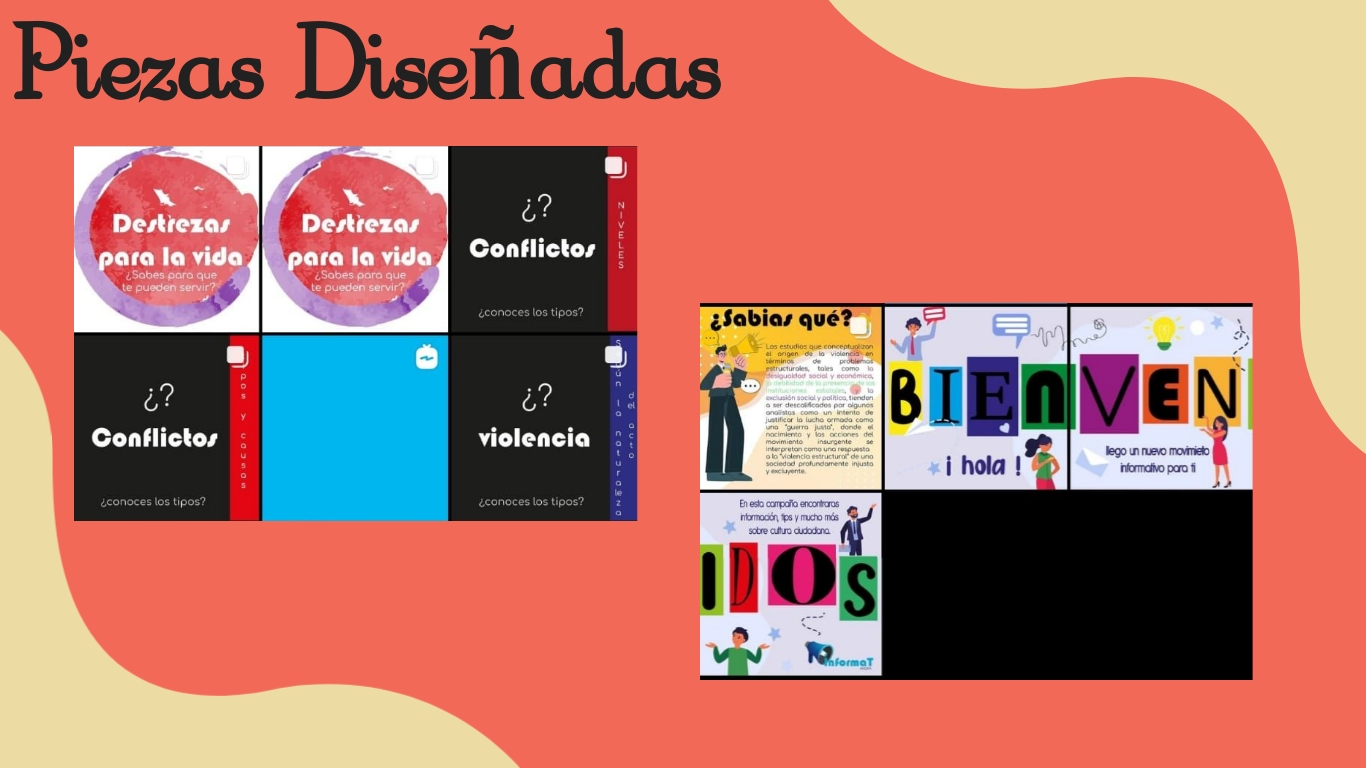 Piezas Diseñadas
Destrezas
para la vida
¿Sabes para que
te pueden servir?
Destrezas
para la vida
¿Sabes para que
te pueden servir?
¿?
Conflictos
¿conoces los tipos?
NIVELES
¿?
Conflictos
¿conoces los tipos?
pos y causas
¿?
violencia
¿conoces los tipos?
según la naturaleza
del acto
¿Sabias qué?
Los estudios que conceptualizan
el origen de la violencia en
términos de problemas
estructurales, tales como la
desigualdad social y económica,
la debilidad de la presencia de las
instituciones estatales, y la
exclusión social y política, tienden
a ser descalificados por algunos
analistas como un intento de
justificar la lucha armada como
una "guerra justa", donde el
nacimiento y las acciones del
movimiento insurgente se
interpretan como una respuesta
a la "violencia estructural" de una
sociedad profundamente injusta
y excluyente.
BIENVEN
¡ hola !
llego un nuevo movimieto
informativo para ti
En esta campaña encontraras
información, tips y mucho más
sobre cultura ciudadana.
IDOS
informaT